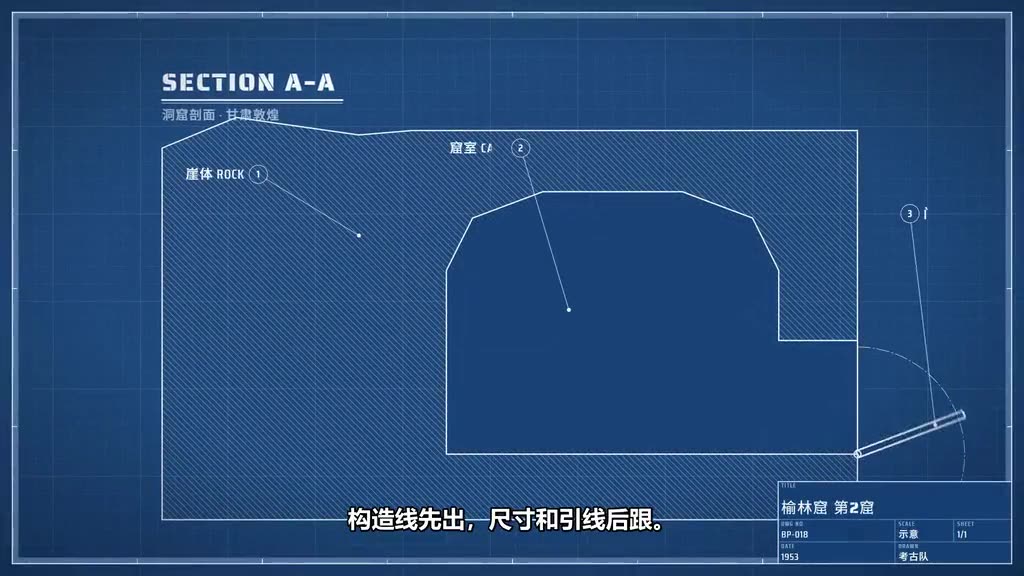 SECTION A-A
洞窟剖面 · 甘肃敦煌
窟室 CA
2
崖体 ROCK 1
3
TITLE
榆林窟 第2窟
DWG NO
BP-018
SCALE
示意
SHEET
1/1
DATE
1953
DRAWN
考古队
构造线先出，尺寸和引线后跟。